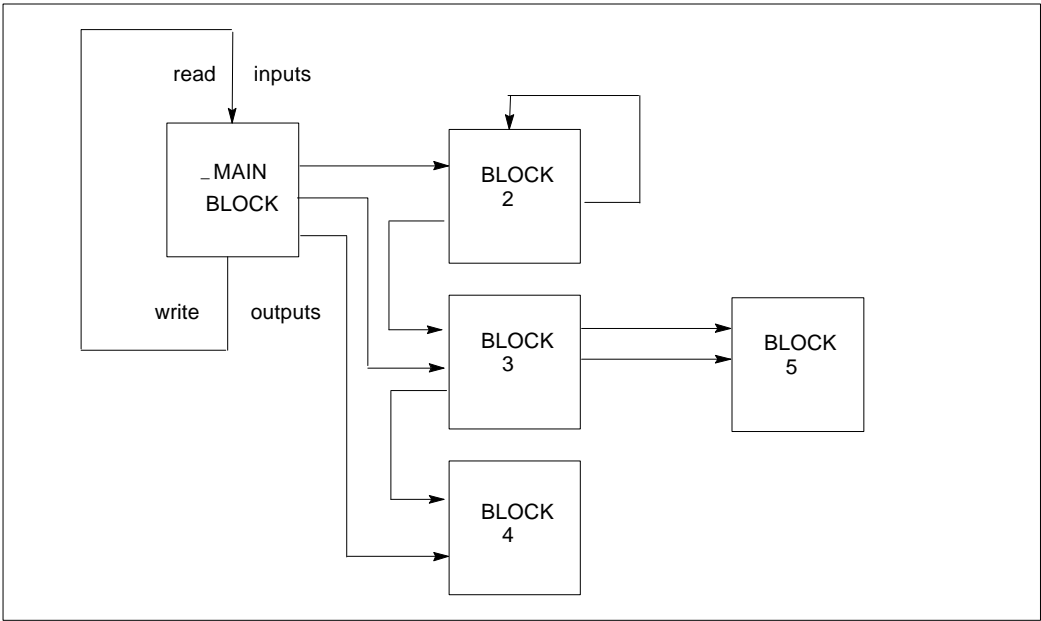 read inputs
_MAIN
BLOCK
write outputs
BLOCK
2
BLOCK
3
BLOCK
4
BLOCK
5